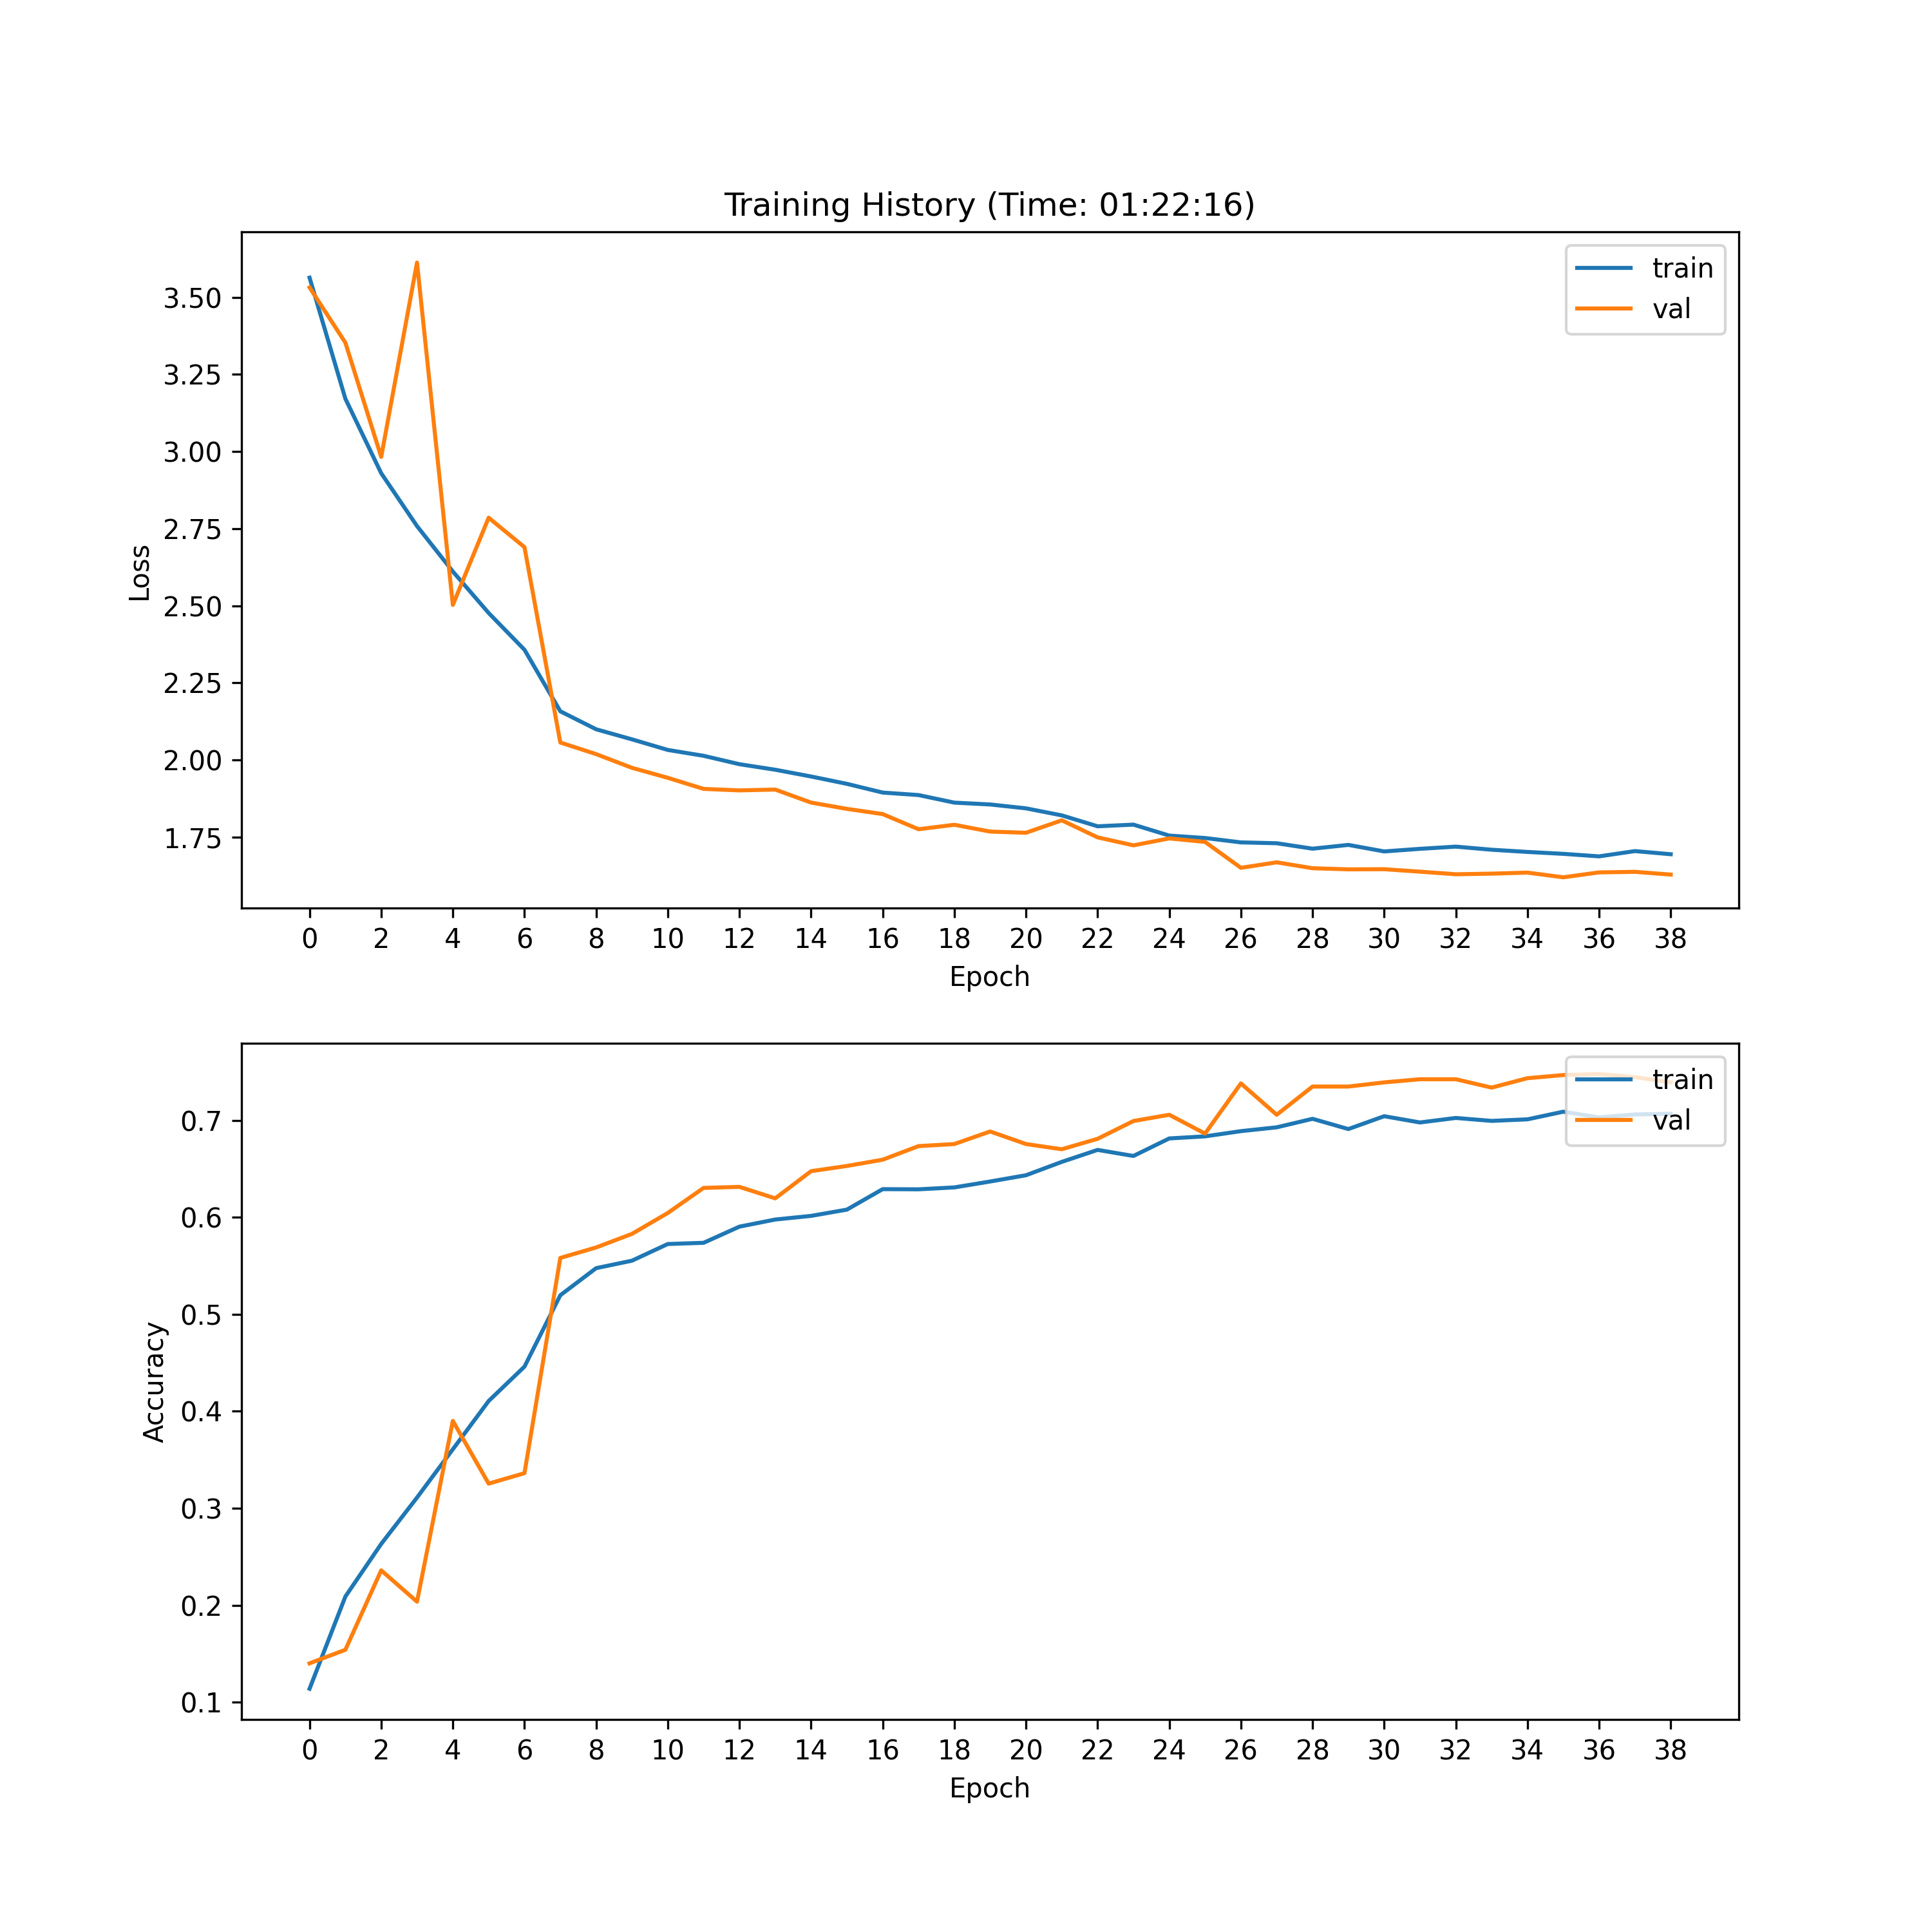 Training History (Time: 01:22:16)
train
val
3.50
3.25
3.00
2.75
2.50
2.25
2.00
1.75
Loss
0 2 4 6 8 10 12 14 16 18 20 22 24 26 28 30 32 34 36 38
Epoch
train
val
0.7
0.6
0.5
0.4
0.3
0.2
0.1
Accuracy
0 2 4 6 8 10 12 14 16 18 20 22 24 26 28 30 32 34 36 38
Epoch